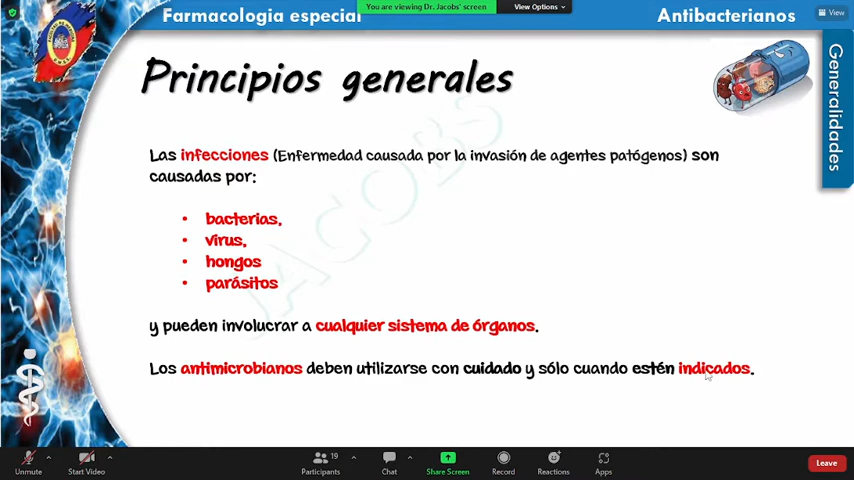 You are viewing Dr. Jacobs' screen
View Options
View
Farmacologia especial
Antibacterianos
Generalidades
Principios generales
JACOBS
Las infecciones (Enfermedad causada por la invasión de agentes patógenos) son
causadas por:
• bacterias,
• virus,
• hongos
• parásitos
y pueden involucrar a cualquier sistema de órganos.
Los antimicrobianos deben utilizarse con cuidado y sólo cuando estén indicados.
Unmute
Start Video
19
Participants
Chat
Share Screen
Record
Reactions
Apps
Leave